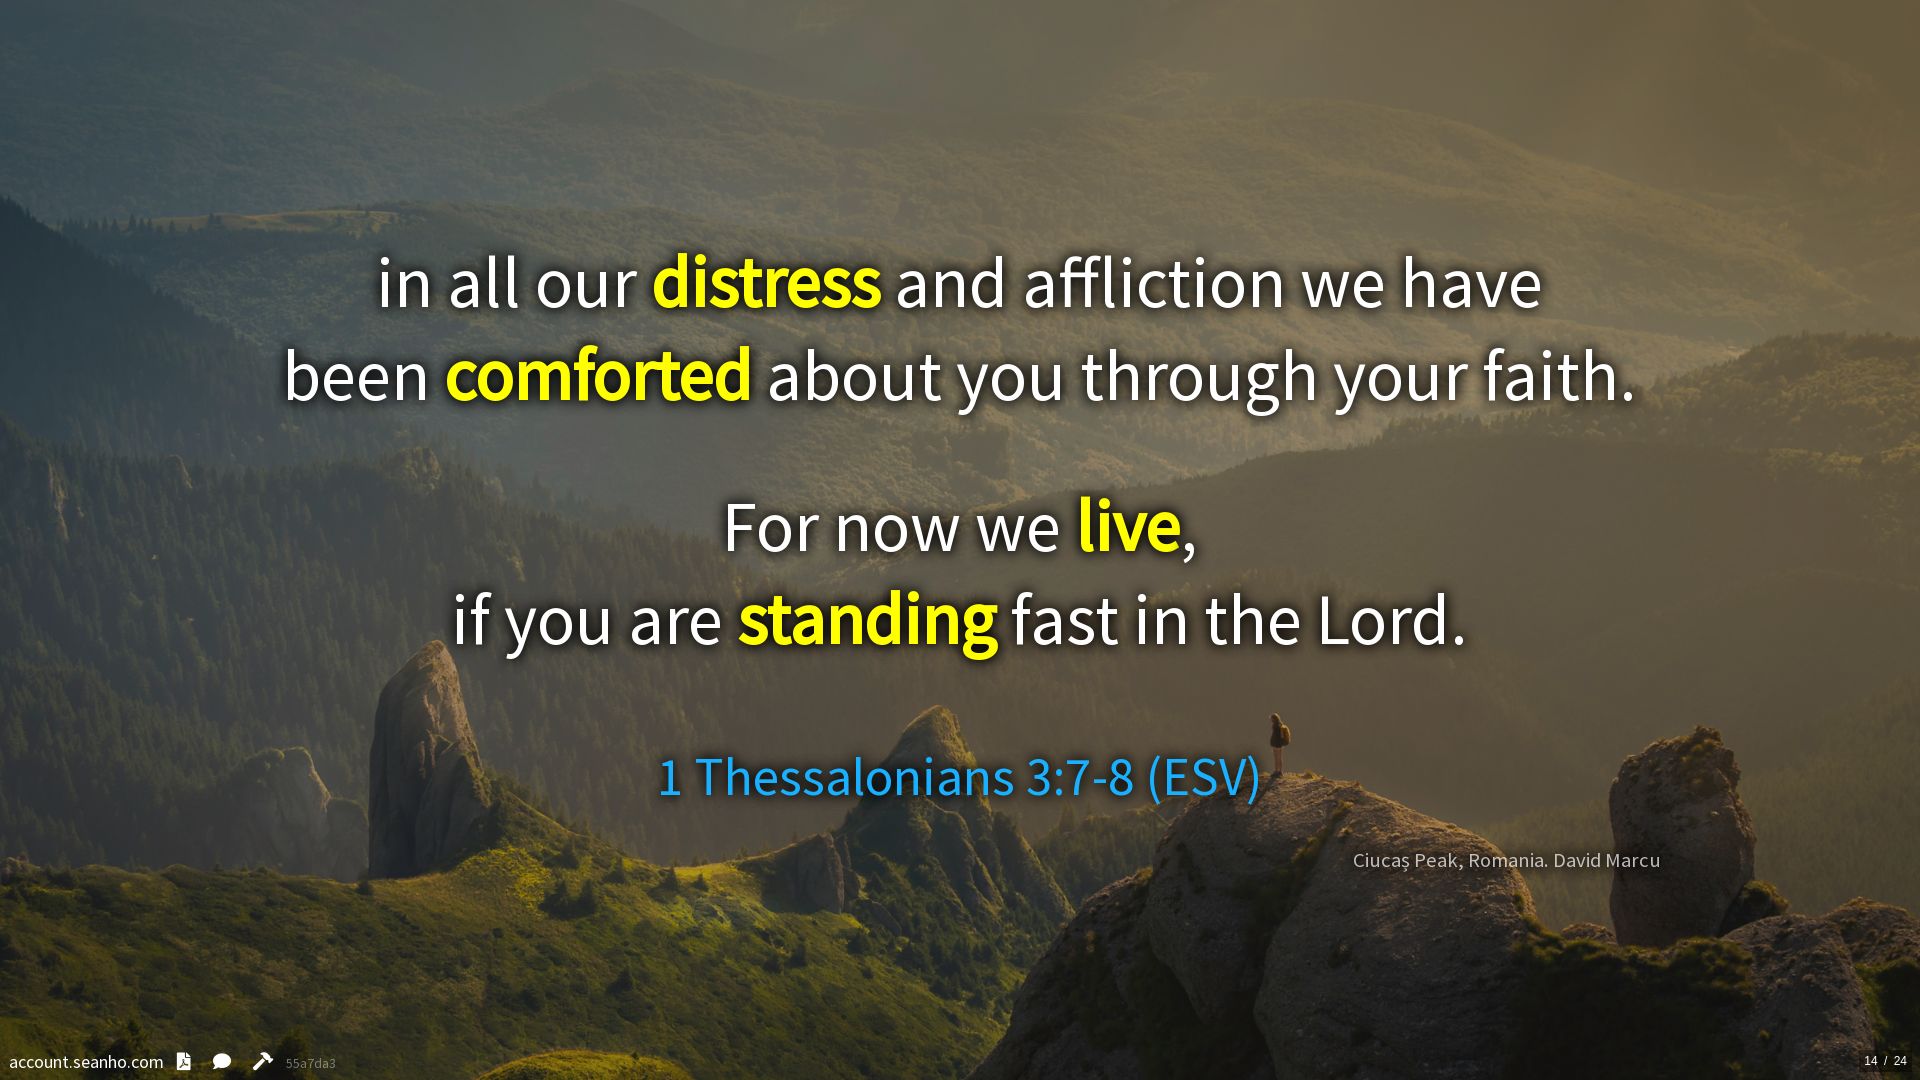 in all our distress and affliction we have
been comforted about you through your faith.
For now we live,
if you are standing fast in the Lord.
1 Thessalonians 3:7-8 (ESV)
Ciucaș Peak, Romania. David Marcu
account.seanho.com 55a7da3
14 / 24